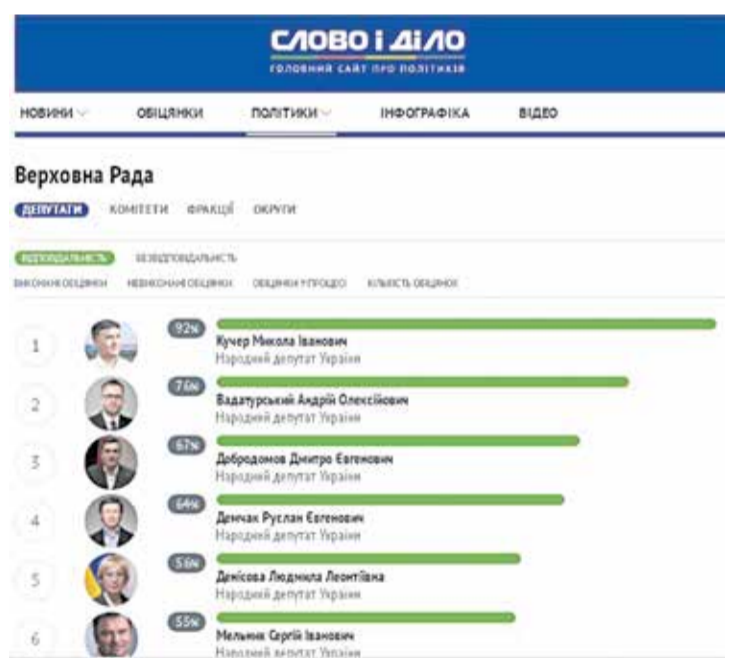 СЛОВО і ДіЛО
ГОЛОВНИЙ САЙТ ПРО ПОЛІТИКІВ
НОВИНИ ОБІЦЯНКИ ПОЛІТИКИ ІНФОГРАФІКА ВІДЕО
Верховна Рада
ДЕПУТАТИ КОМІТЕТИ ФРАКЦІЇ ОКРУГИ
ВІДПОВІДАЛЬНІСТЬ БЕЗВІДПОВІДАЛЬНІСТЬ
ВИКОНАНІ ОБІЦЯНКИ НЕВИКОНАНІ ОБІЦЯНКИ ОБІЦЯНКИ У ПРОЦЕСІ КІЛЬКІСТЬ ОБІЦЯНОК
1 92%
Кучер Микола Іванович
Народний депутат України
2 76%
Вадатурський Андрій Олексійович
Народний депутат України
3 67%
Добродомов Дмитро Євгенович
Народний депутат України
4 64%
Демчак Руслан Євгенович
Народний депутат України
5 56%
Денісова Людмила Леонтіївна
Народний депутат України
6 55%
Мельник Сергій Іванович
Народний депутат України